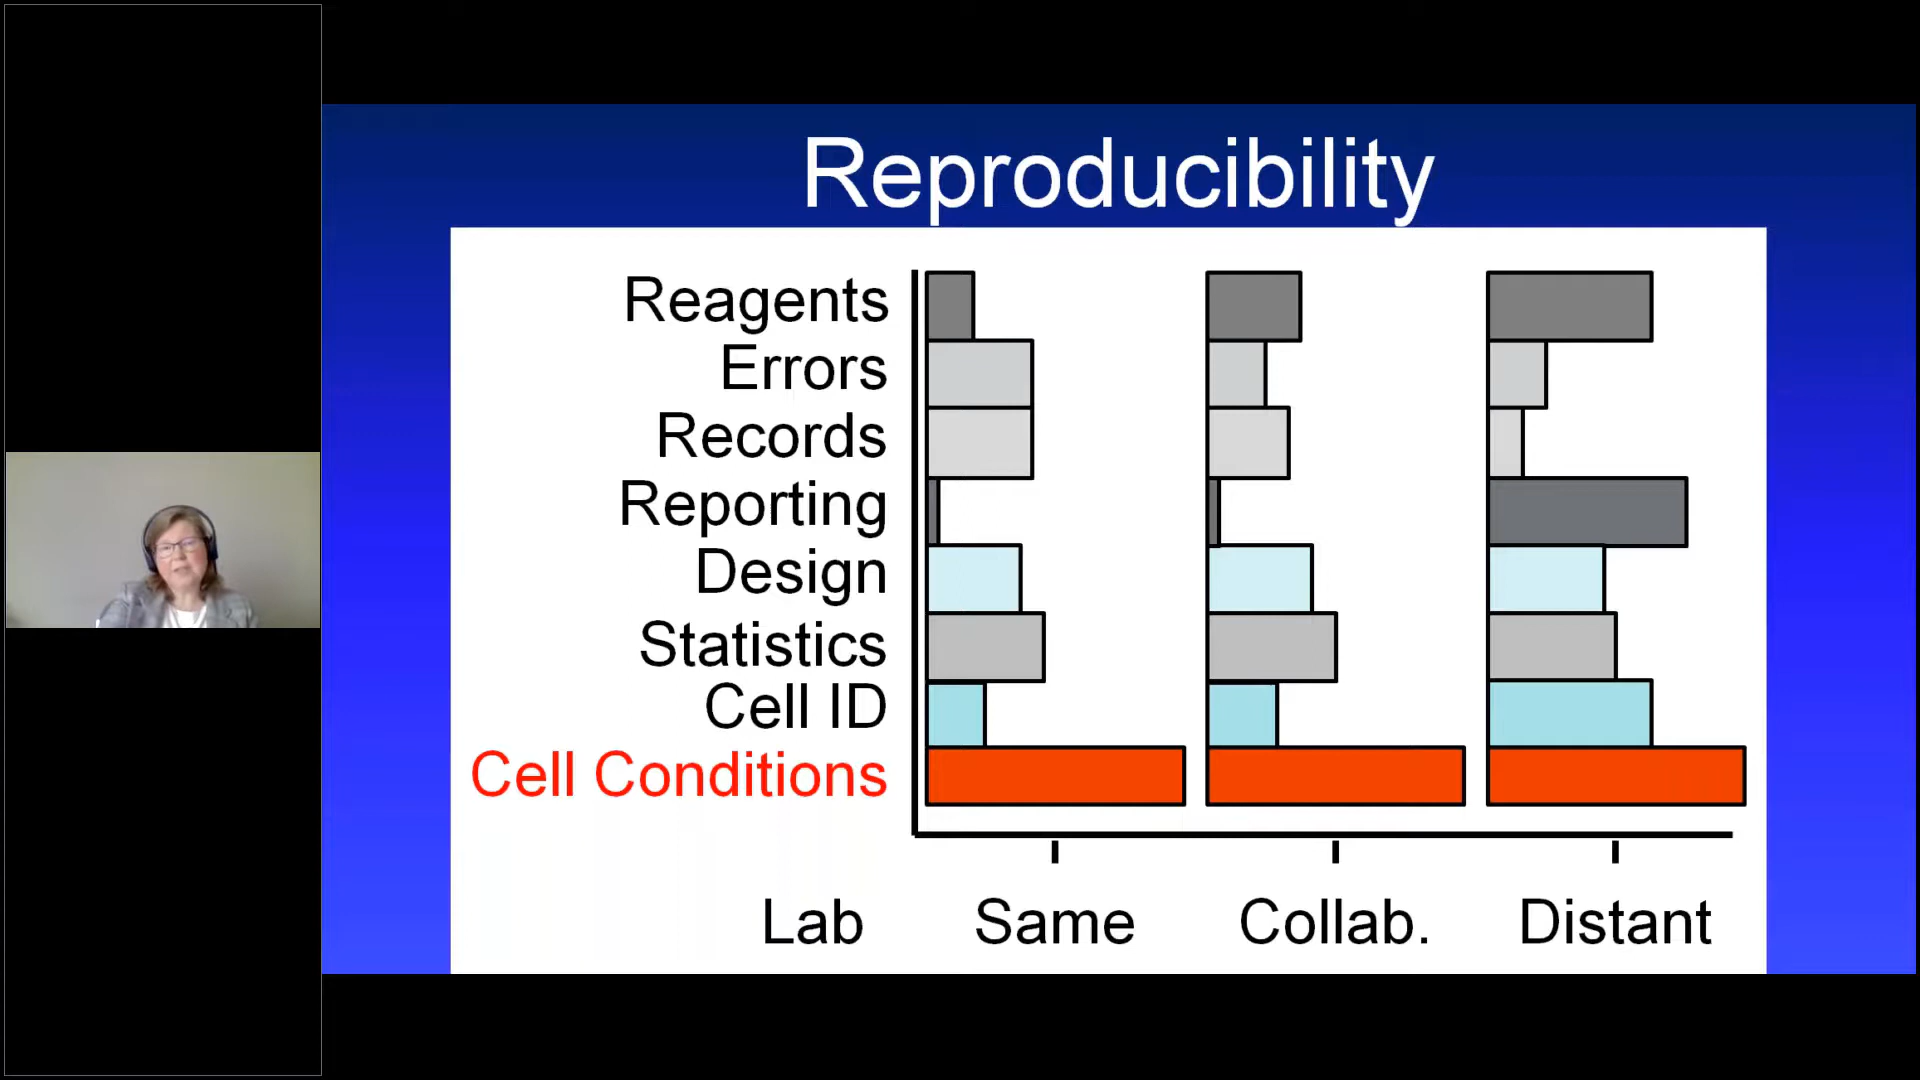 Reproducibility
Reagents
Errors
Records
Reporting
Design
Statistics
Cell ID
Cell Conditions
Lab Same Collab. Distant